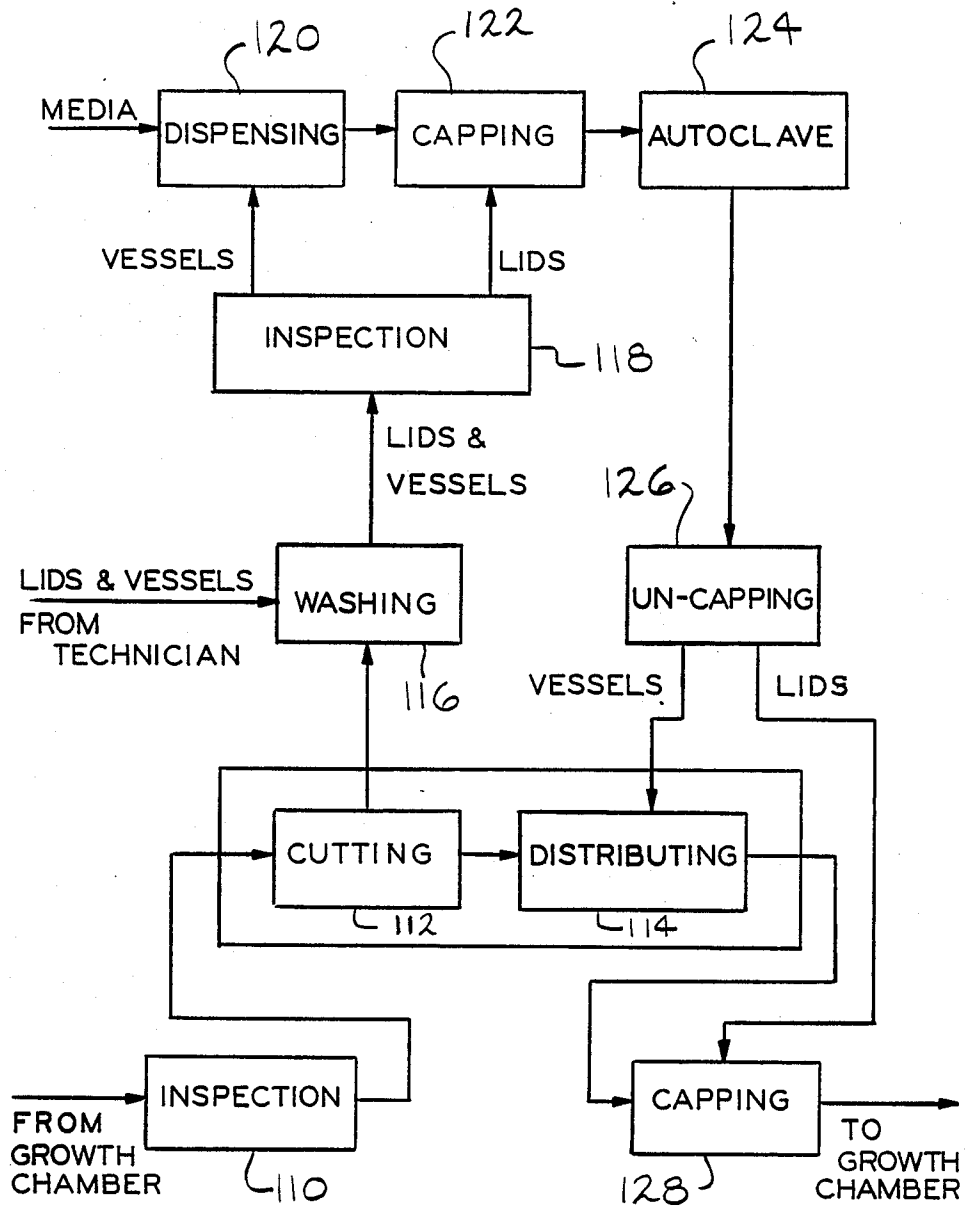 120
122
124
MEDIA
DISPENSING
CAPPING
AUTOCLAVE
VESSELS
LIDS
INSPECTION
118
LIDS &
VESSELS
126
LIDS & VESSELS
FROM
TECHNICIAN
WASHING
UN-CAPPING
116
VESSELS
LIDS
CUTTING
DISTRIBUTING
112
114
INSPECTION
CAPPING
FROM
GROWTH
CHAMBER
110
128
TO
GROWTH
CHAMBER